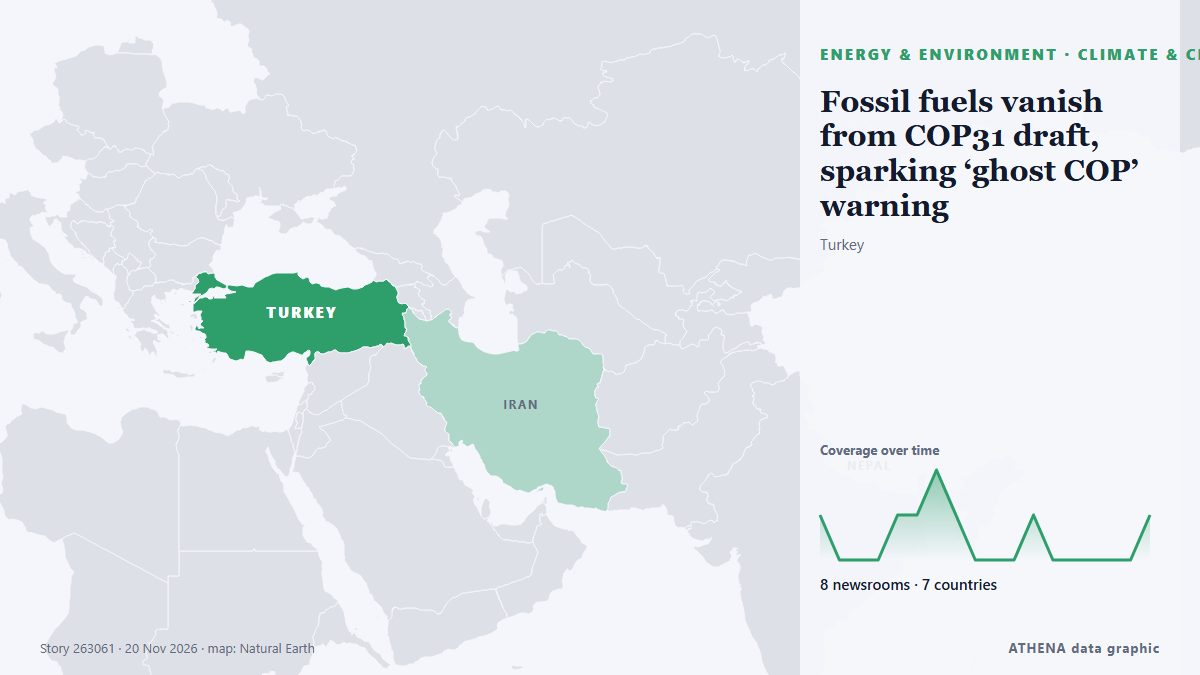 ENERGY & ENVIRONMENT · CLIMATE &
Fossil fuels vanish
from COP31 draft,
sparking ‘ghost COP’
warning
Turkey
TURKEY
IRAN
Coverage over time
NEPAL
8 newsrooms · 7 countries
Story 263061 · 20 Nov 2026 · map: Natural Earth
ATHENA data graphic